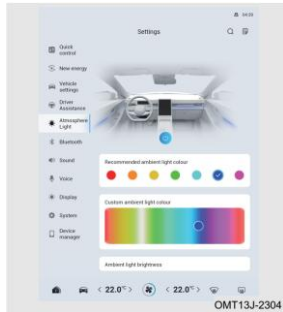 Settings
Quick
control
New energy
Vehicle
settings
Driver
Assistance
Atmosphere
Light
Bluetooth
Sound
Voice
Display
System
Device
manager
Recommended ambient light colour
Custom ambient light colour
Ambient light brightness
< 22.0°c >
< 22.0°c >
OMT13J-2304